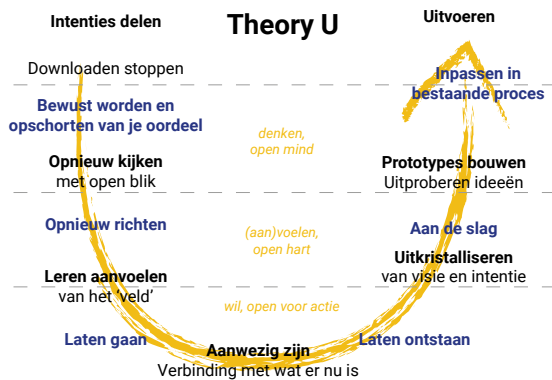 Theory U
Intenties delen
Uitvoeren
Downloaden stoppen
Inpassen in
bestaande proces
Bewust worden en
opschorten van je oordeel
denken,
open mind
Opnieuw kijken
met open blik
Prototypes bouwen
Uitproberen ideeën
Opnieuw richten
(aan)voelen,
open hart
Aan de slag
Leren aanvoelen
van het ‘veld’
Uitkristalliseren
van visie en intentie
wil, open voor actie
Laten gaan
Laten ontstaan
Aanwezig zijn
Verbinding met wat er nu is